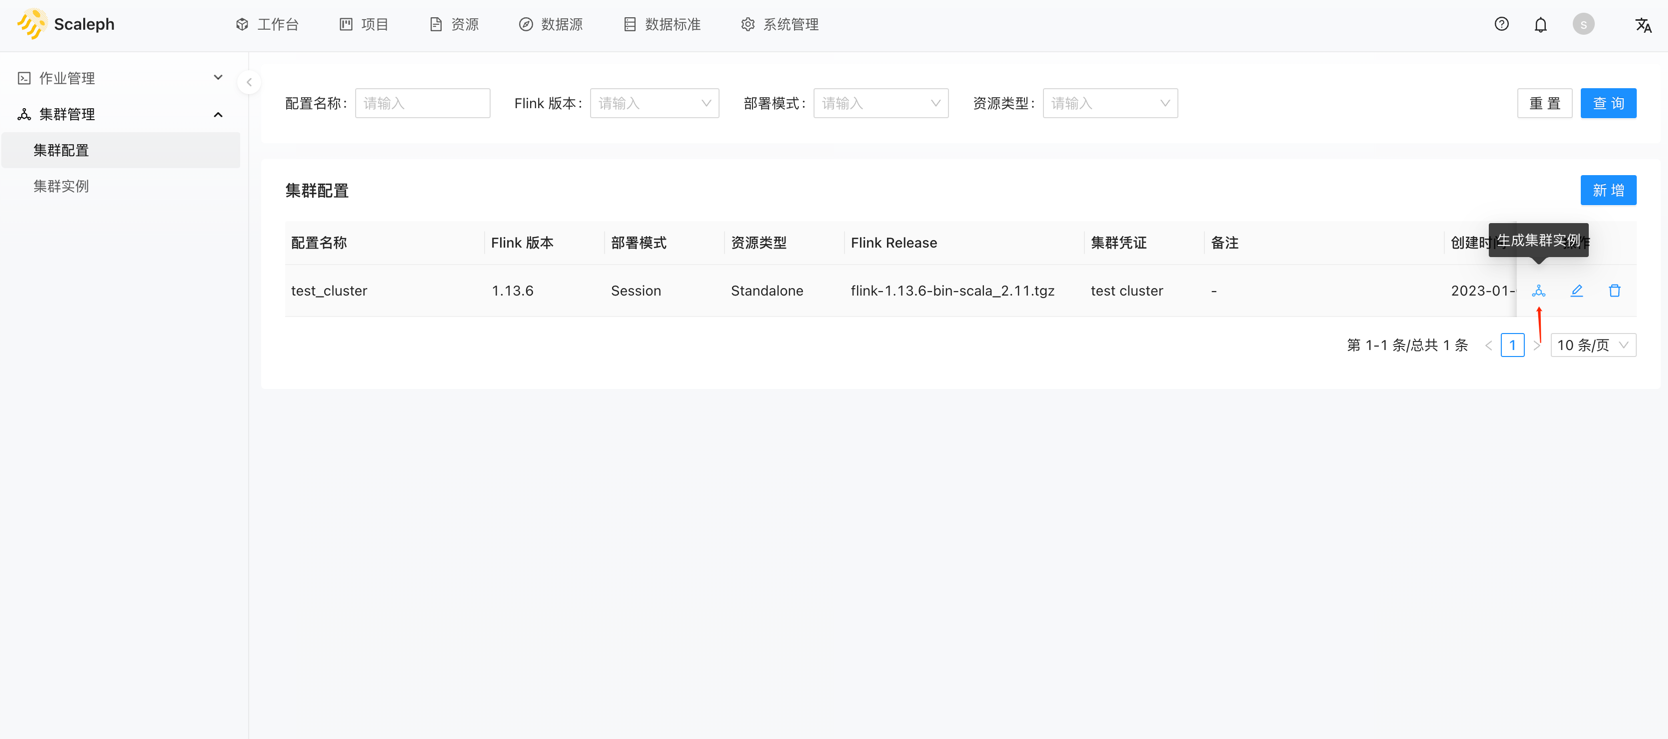 Scaleph
工作台
项目
资源
数据源
数据标准
系统管理
S
作业管理
集群管理
集群配置
集群实例
配置名称: 请输入
Flink 版本: 请输入
部署模式: 请输入
资源类型: 请输入
重 置
查 询
集群配置
新 增
生成集群实例
配置名称 Flink 版本 部署模式 资源类型 Flink Release 集群凭证 备注 创建时 作
test_cluster 1.13.6 Session Standalone flink-1.13.6-bin-scala_2.11.tgz test cluster - 2023-01-
第 1-1 条/总共 1 条 < 1 > 10 条/页